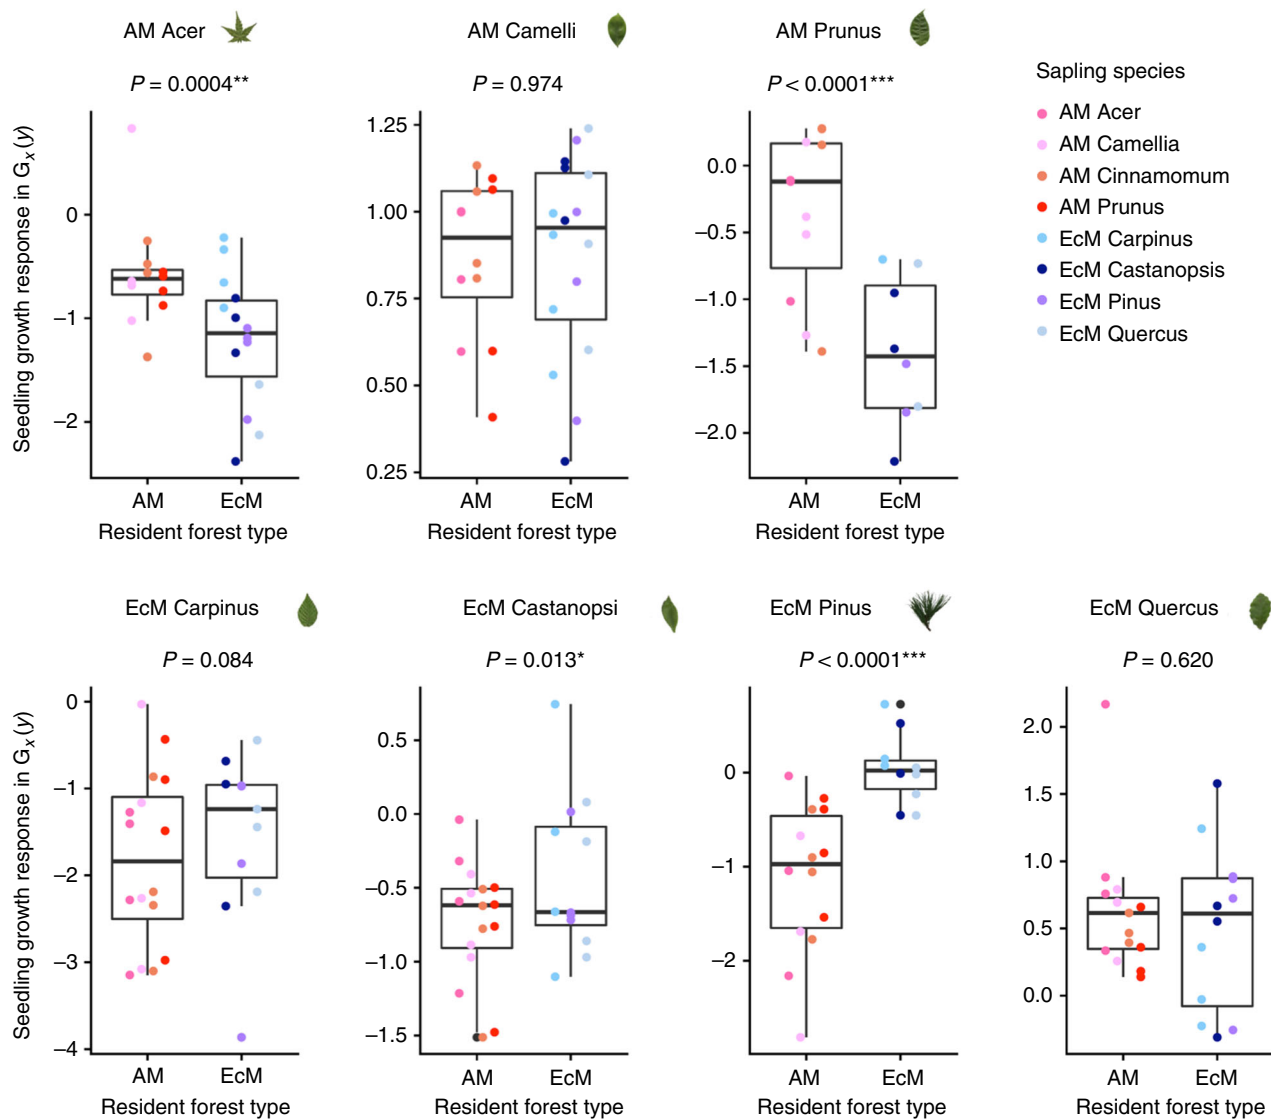 AM Acer
P = 0.0004**
AM Camelli
P = 0.974
AM Prunus
P < 0.0001***
Sapling species
AM Acer
AM Camellia
AM Cinnamomum
AM Prunus
EcM Carpinus
EcM Castanopsis
EcM Pinus
EcM Quercus
Seedling growth response in Gx(y)
0
−1
−2
AM EcM
Resident forest type
1.25
1.00
0.75
0.50
0.25
AM EcM
Resident forest type
0.0
−0.5
−1.0
−1.5
−2.0
AM EcM
Resident forest type
EcM Carpinus
P = 0.084
EcM Castanopsi
P = 0.013*
EcM Pinus
P < 0.0001***
EcM Quercus
P = 0.620
Seedling growth response in Gx(y)
0
−1
−2
−3
−4
AM EcM
Resident forest type
0.5
0.0
−0.5
−1.0
−1.5
AM EcM
Resident forest type
0
−1
−2
AM EcM
Resident forest type
2.0
1.5
1.0
0.5
0.0
AM EcM
Resident forest type